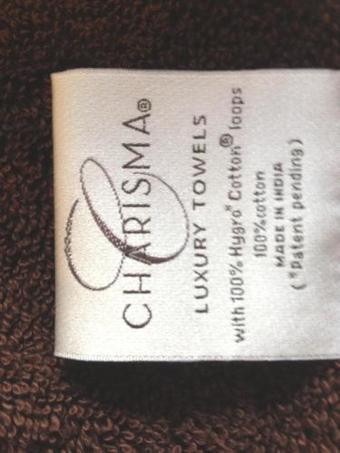 CHARISMA®
LUXURY TOWELS
with 100% Hygro* Cotton® loops
100% cotton
MADE IN INDIA
(*Patent pending)